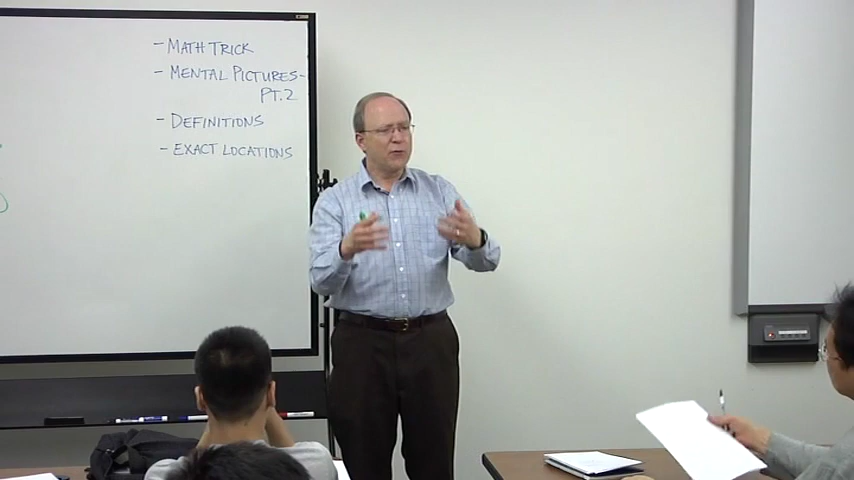 - MATH TRICK
- MENTAL PICTURES-
PT.2
- DEFINITIONS
- EXACT LOCATIONS